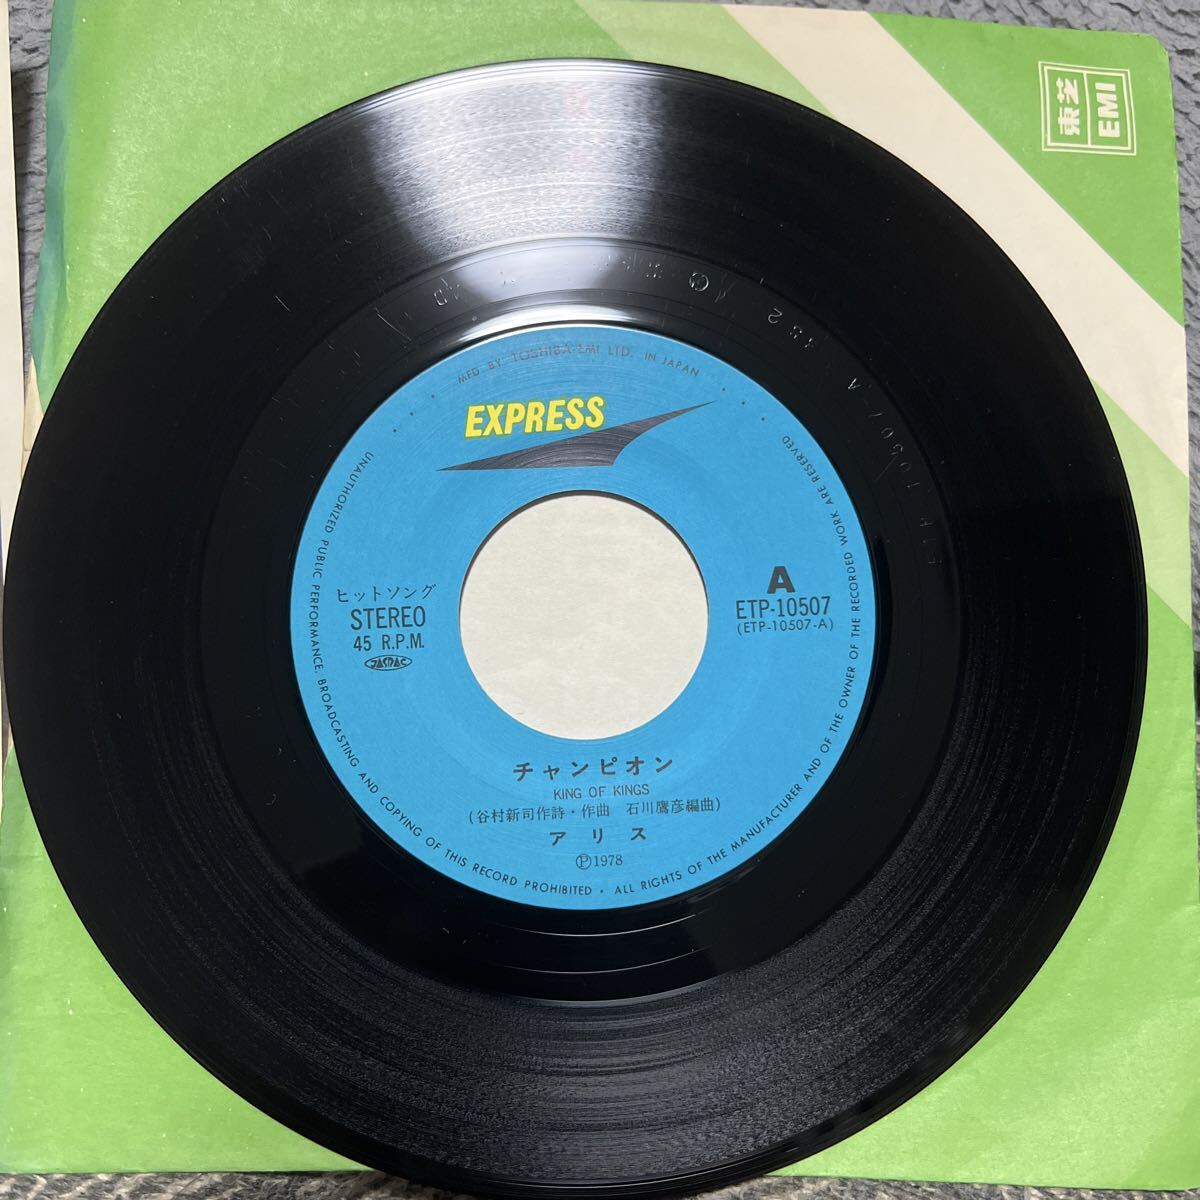 東芝 EMI
MFD BY TOSHIBA-EMI LTD. IN JAPAN
EXPRESS
ヒットソング
STEREO
45 R.P.M.
JASRAC
A
ETP-10507
(ETP-10507-A)
チャンピオン
KING OF KINGS
(谷村新司作詩・作曲 石川鷹彦編曲)
アリス
Ⓟ1978
UNAUTHORIZED PUBLIC PERFORMANCE, BROADCASTING AND COPYING OF THIS RECORD PROHIBITED • ALL RIGHTS OF THE MANUFACTURER AND OF THE OWNER OF THE RECORDED WORK ARE RESERVED